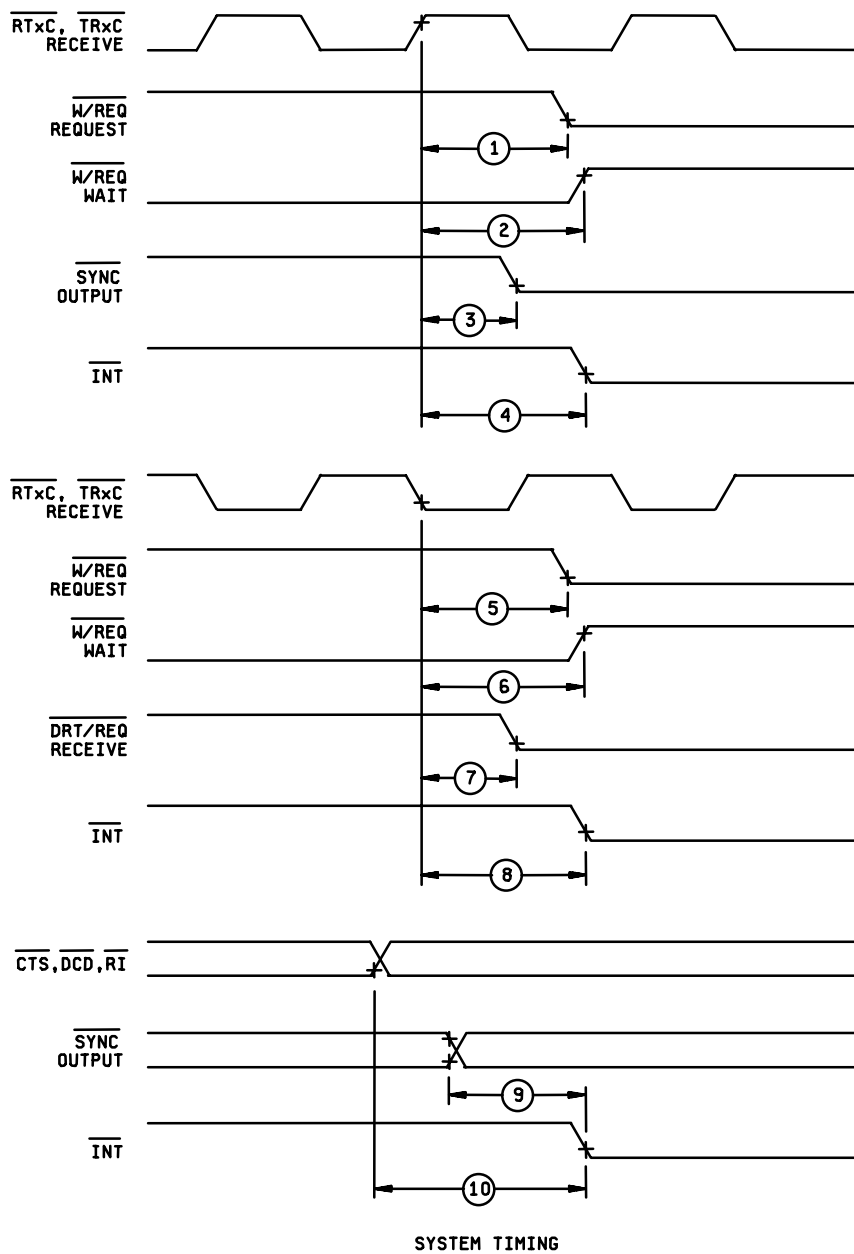 RTxC, TRxC
RECEIVE
W/REQ
REQUEST
1
W/REQ
WAIT
2
SYNC
OUTPUT
3
INT
4
RTxC, TRxC
RECEIVE
W/REQ
REQUEST
5
W/REQ
WAIT
6
DRT/REQ
RECEIVE
7
INT
8
CTS,DCD,RI
SYNC
OUTPUT
9
INT
10
SYSTEM TIMING